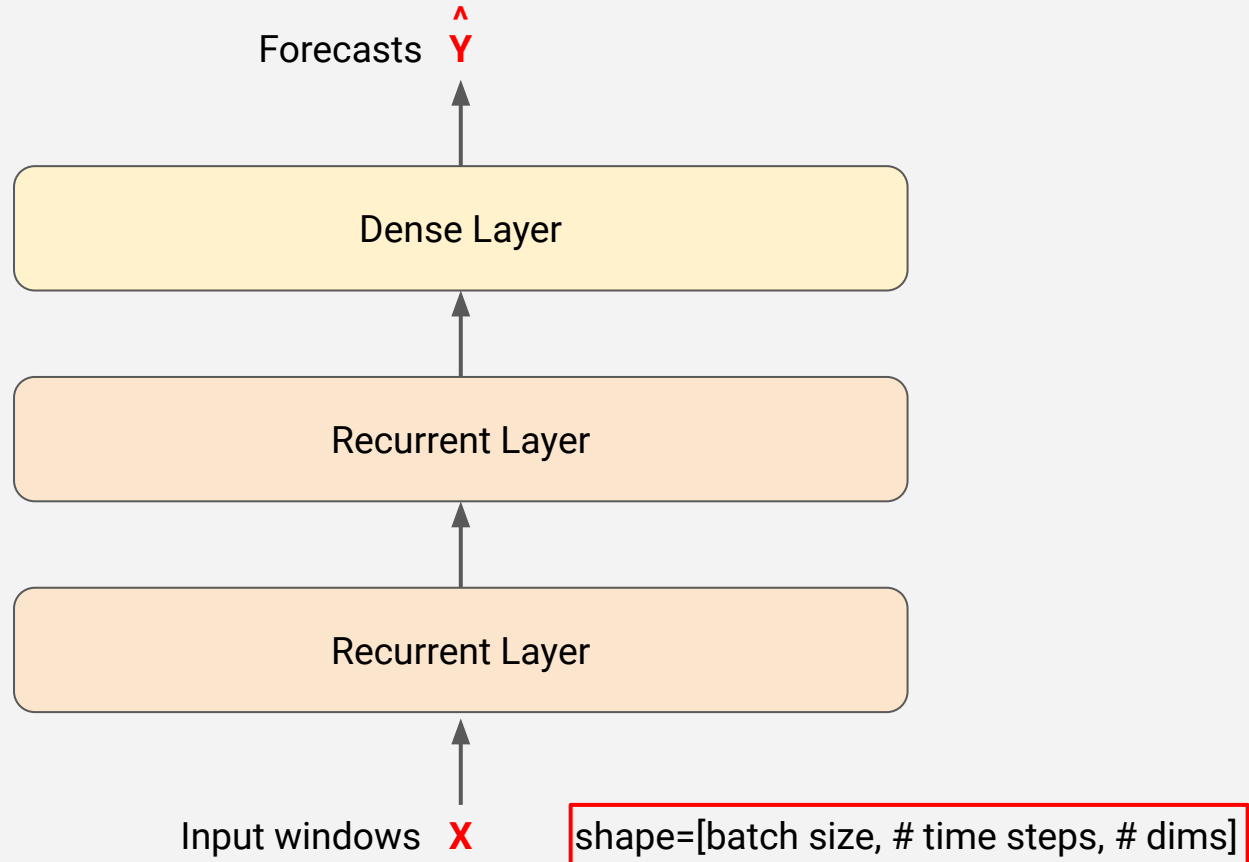 Forecasts Ŷ
Dense Layer
Recurrent Layer
Recurrent Layer
Input windows X shape=[batch size, # time steps, # dims]